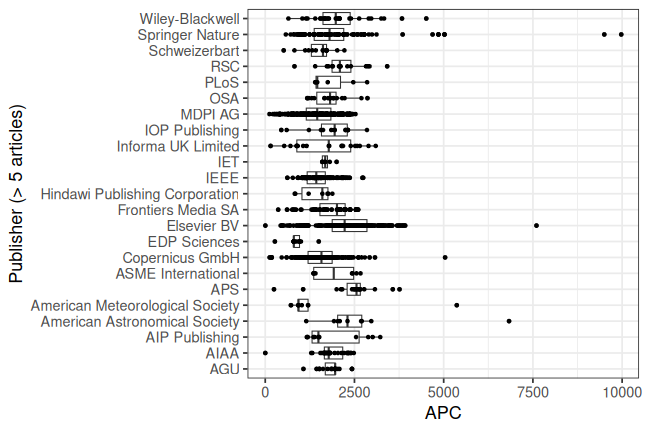 Publisher (> 5 articles)
Wiley-Blackwell
Springer Nature
Schweizerbart
RSC
PLoS
OSA
MDPI AG
IOP Publishing
Informa UK Limited
IET
IEEE
Hindawi Publishing Corporation
Frontiers Media SA
Elsevier BV
EDP Sciences
Copernicus GmbH
ASME International
APS
American Meteorological Society
American Astronomical Society
AIP Publishing
AIAA
AGU
0 2500 5000 7500 10000
APC